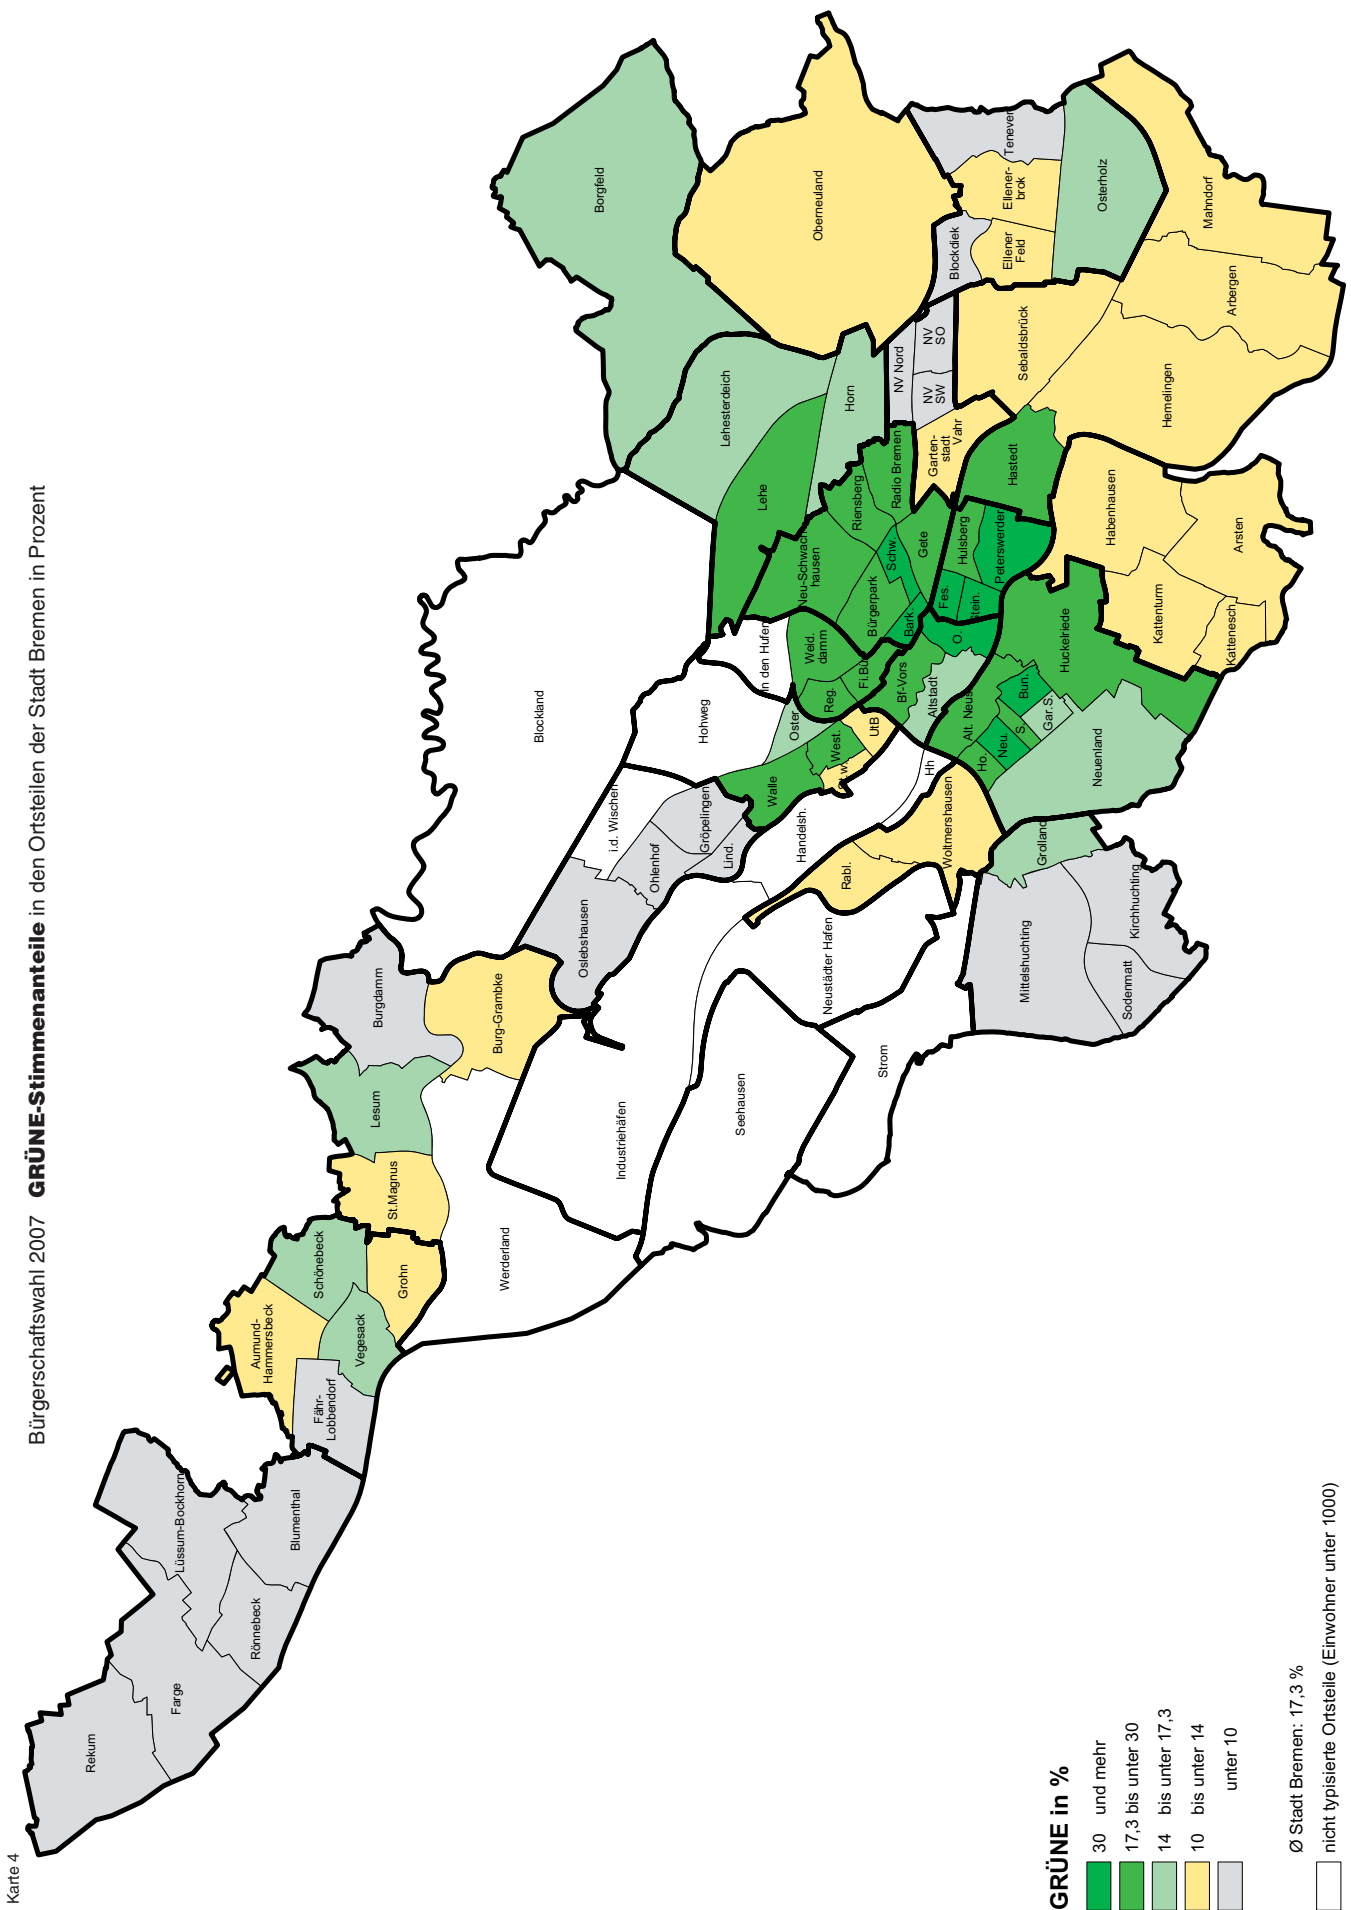 Karte 4
Bürgerschaftswahl 2007 GRÜNE-Stimmenanteile in den Ortsteilen der Stadt Bremen in Prozent
Rekum
Farge
Rönnebeck
Lüssum-Bockhorn
Blumenthal
Fähr-
Lobbendorf
Aumund-
Hammersbeck
Vegesack
Schönebeck
Grohn
St.Magnus
Lesum
Burgdamm
Burg-Grambke
Werderland
Industriehäfen
Seehausen
Strom
Neustädter Hafen
Oslebshausen
Ohlenhof
i.d. Wischen
Gröpelingen
Lind.
Handelsh.
Blockland
Hohweg
in den Hufen
Walle
Oster
West.
UtB
Hh
Rabl.
Woltmershausen
Mittelshuchting
Sodenmatt
Kirchhuchting
Grolland
Neuenland
Ho.
Neu.
Alt. Neus
S.
Gar.S.
Bun.
Huckelriede
Altstadt
Bf-Vors
O.
Reg.
Fi.Bü
Weid.
damm
Bürgerpark
Bark.
Schw.
Neu-Schwach
hausen
Riensberg
Radio Bremen
Gete
Fes.
tein.
Hulsberg
Peterswerder
Hastedt
Lehe
Lehesterdeich
Horn
Borgfeld
Oberneuland
Garten-
stadt
Vahr
NV Nord
NV
SW
NV
SO
Blockdiek
Ellener
Feld
Ellener-
brok
Tenever
Osterholz
Sebaldsbrück
Hemelingen
Arbergen
Mahndorf
Habenhausen
Arsten
Kattenturm
Kattenesch
GRÜNE in %
30 und mehr
17,3 bis unter 30
14 bis unter 17,3
10 bis unter 14
unter 10
Ø Stadt Bremen: 17,3 %
nicht typisierte Ortsteile (Einwohner unter 1000)